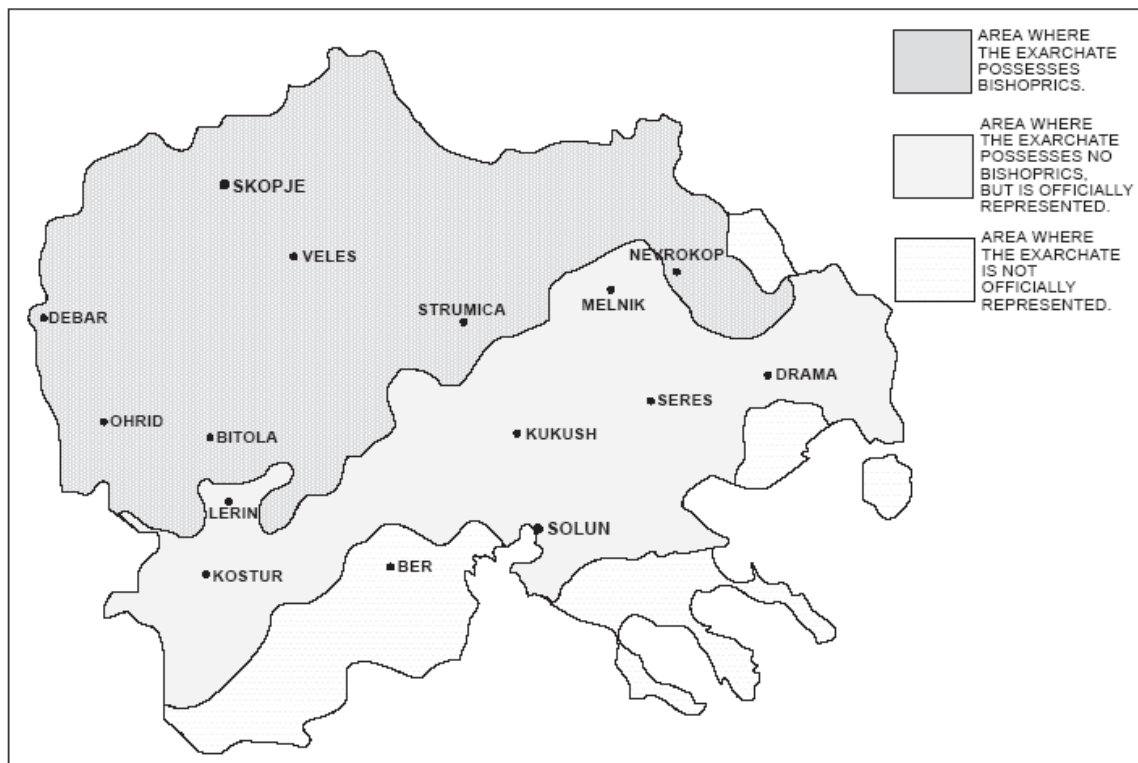 AREA WHERE
THE EXARCHATE
POSSESSES
BISHOPRICS.
AREA WHERE
THE EXARCHATE
POSSESSES NO
BISHOPRICS,
BUT IS OFFICIALLY
REPRESENTED.
AREA WHERE
THE EXARCHATE
IS NOT
OFFICIALLY
REPRESENTED.
SKOPJE
VELES
NEVROKOP
MELNIK
STRUMICA
DEBAR
DRAMA
SERES
OHRID
BITOLA
KUKUSH
LERIN
SOLUN
BER
KOSTUR